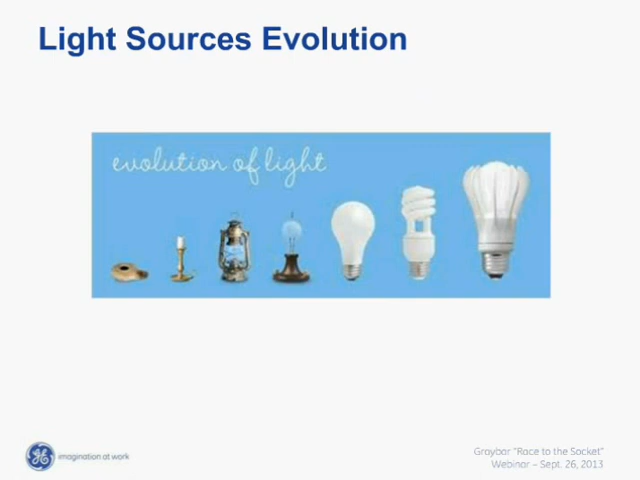 Light Sources Evolution
evolution of light
imagination at work
Graybar "Race to the Socket"
Webinar – Sept. 26, 2013